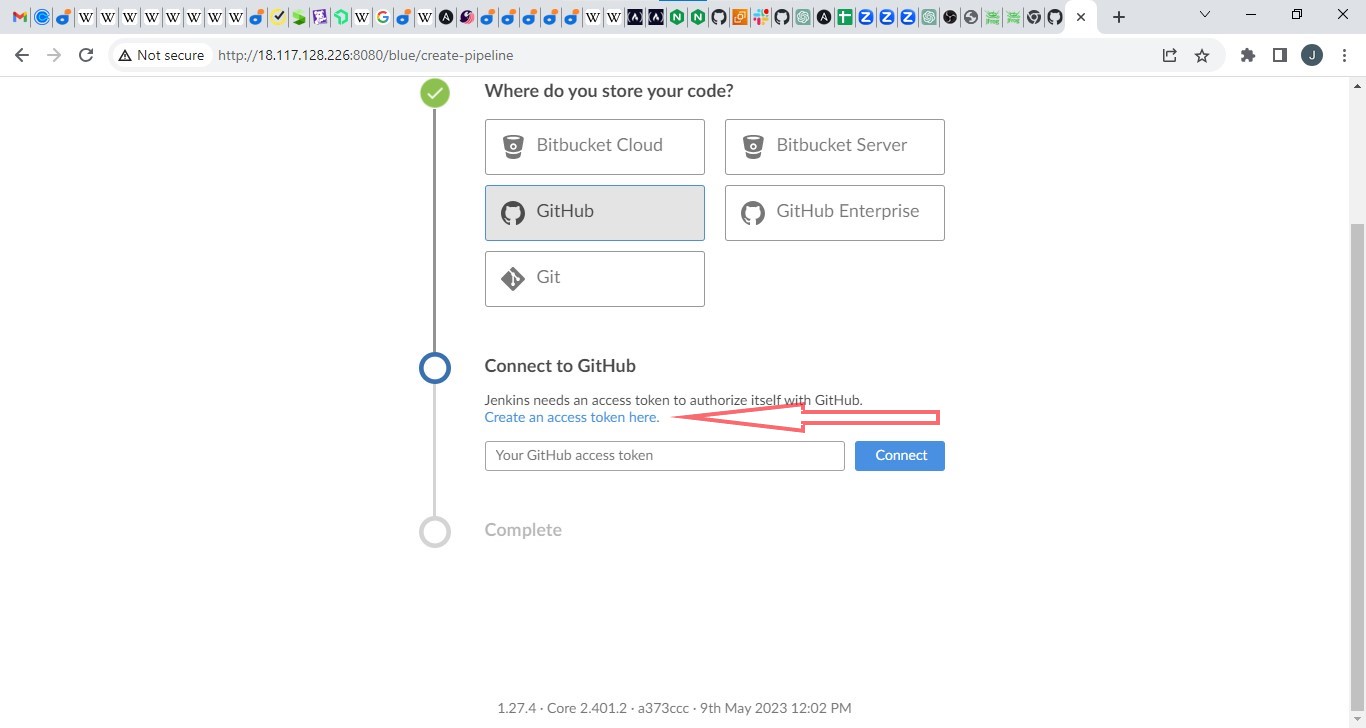 Not secure
http://18.117.128.226:8080/blue/create-pipeline
J
Where do you store your code?
Bitbucket Cloud
Bitbucket Server
GitHub
GitHub Enterprise
Git
Connect to GitHub
Jenkins needs an access token to authorize itself with GitHub.
Create an access token here.
Your GitHub access token
Connect
Complete
1.27.4 · Core 2.401.2 · a373ccc · 9th May 2023 12:02 PM